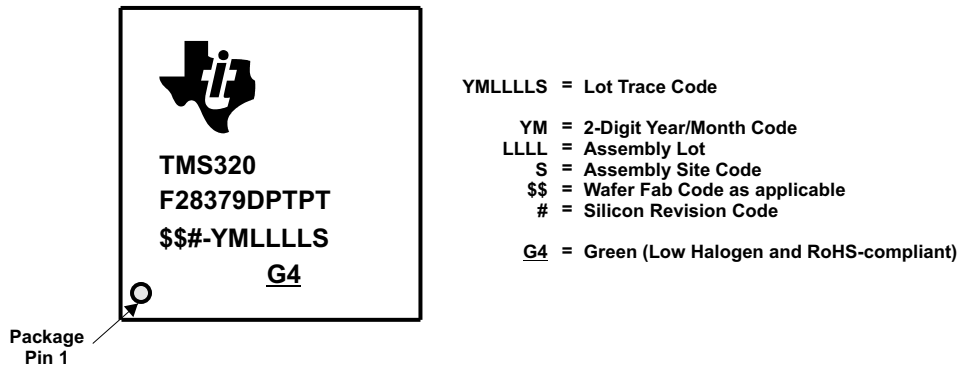 TMS320
F28379DPTPT
$$#-YMLLLLS
G4
Package
Pin 1
YMLLLLS = Lot Trace Code
YM = 2-Digit Year/Month Code
LLLL = Assembly Lot
S = Assembly Site Code
$$ = Wafer Fab Code as applicable
# = Silicon Revision Code
G4 = Green (Low Halogen and RoHS-compliant)